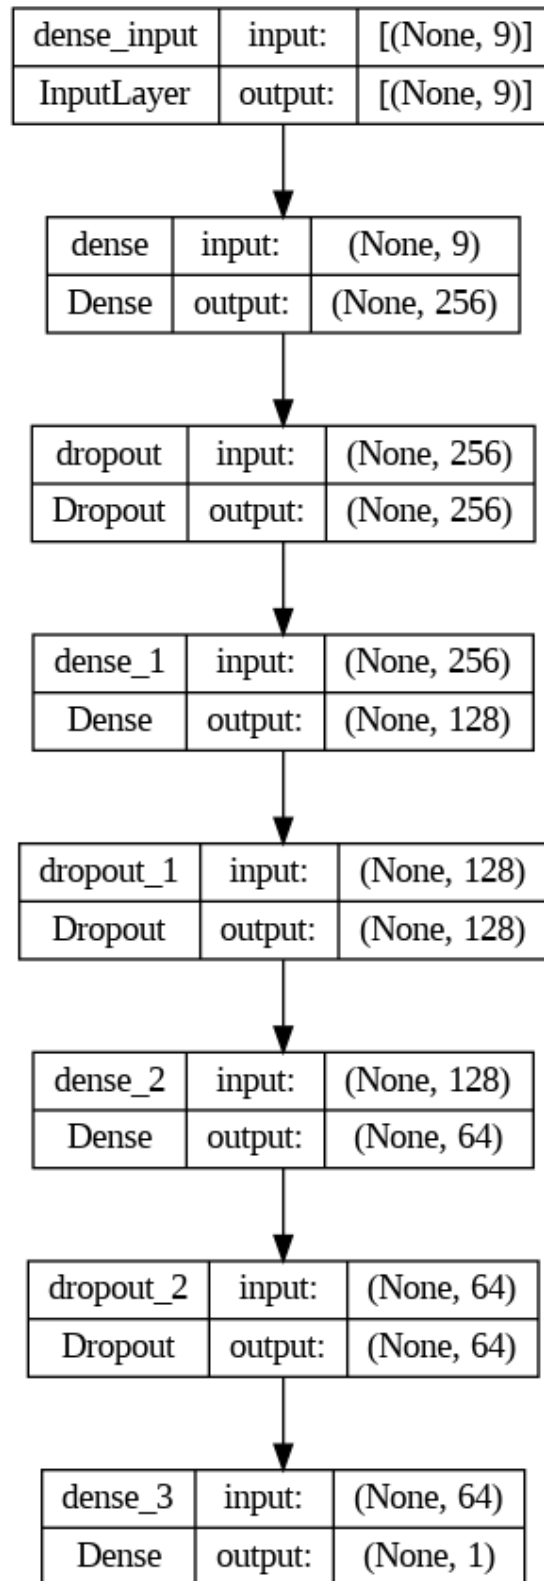 dense_input input: [(None, 9)]
InputLayer output: [(None, 9)]
dense input: (None, 9)
Dense output: (None, 256)
dropout input: (None, 256)
Dropout output: (None, 256)
dense_1 input: (None, 256)
Dense output: (None, 128)
dropout_1 input: (None, 128)
Dropout output: (None, 128)
dense_2 input: (None, 128)
Dense output: (None, 64)
dropout_2 input: (None, 64)
Dropout output: (None, 64)
dense_3 input: (None, 64)
Dense output: (None, 1)